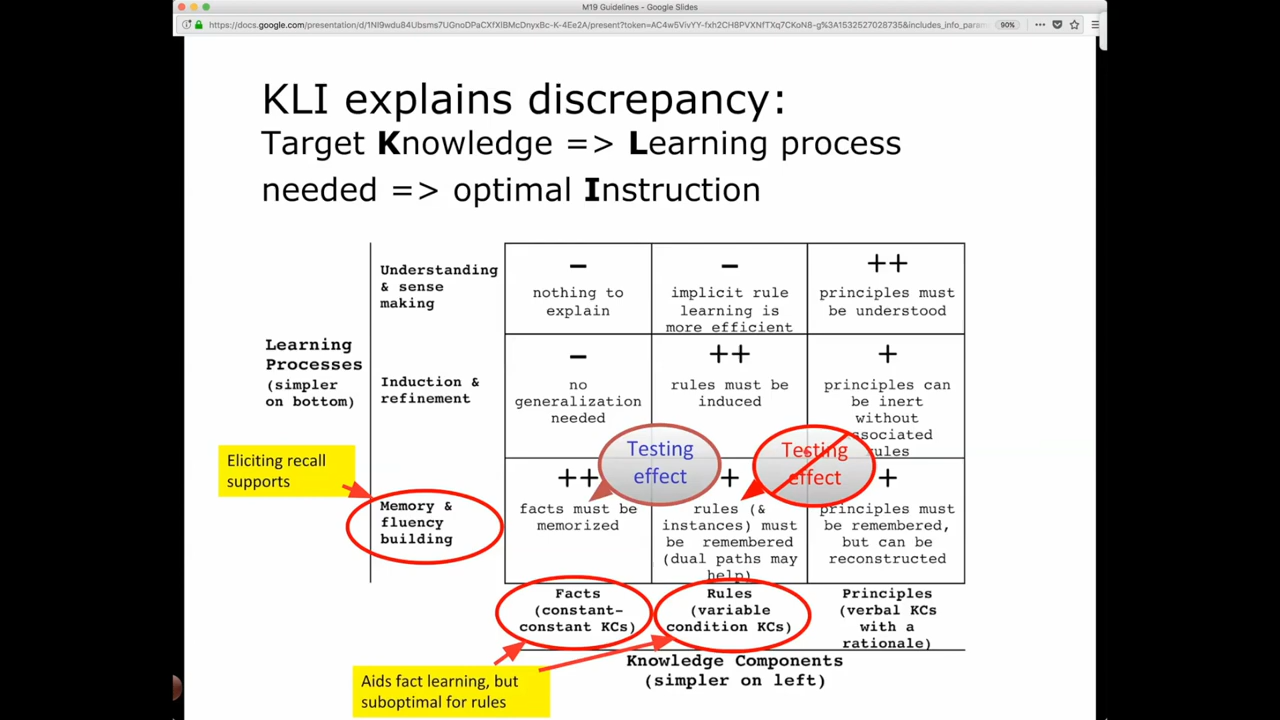 M19 Guidelines - Google Slides
90%
KLI explains discrepancy:
Target Knowledge => Learning process
needed => optimal Instruction
Learning
Processes
(simpler
on bottom)
Understanding
& sense
making
–
nothing to
explain
–
implicit rule
learning is
more efficient
++
principles must
be understood
Induction &
refinement
–
no
generalization
needed
++
rules must be
induced
+
principles can
be inert
without
ssociated
rules
Testing
effect
Testing
effect
Eliciting recall
supports
Memory &
fluency
building
++
facts must be
memorized
+
rules (&
instances) must
be remembered
(dual paths may
help)
+
principles must
be remembered,
but can be
reconstructed
Facts
(constant-
constant KCs)
Rules
(variable
condition KCs)
Principles
(verbal KCs
with a
rationale)
Knowledge Components
(simpler on left)
Aids fact learning, but
suboptimal for rules